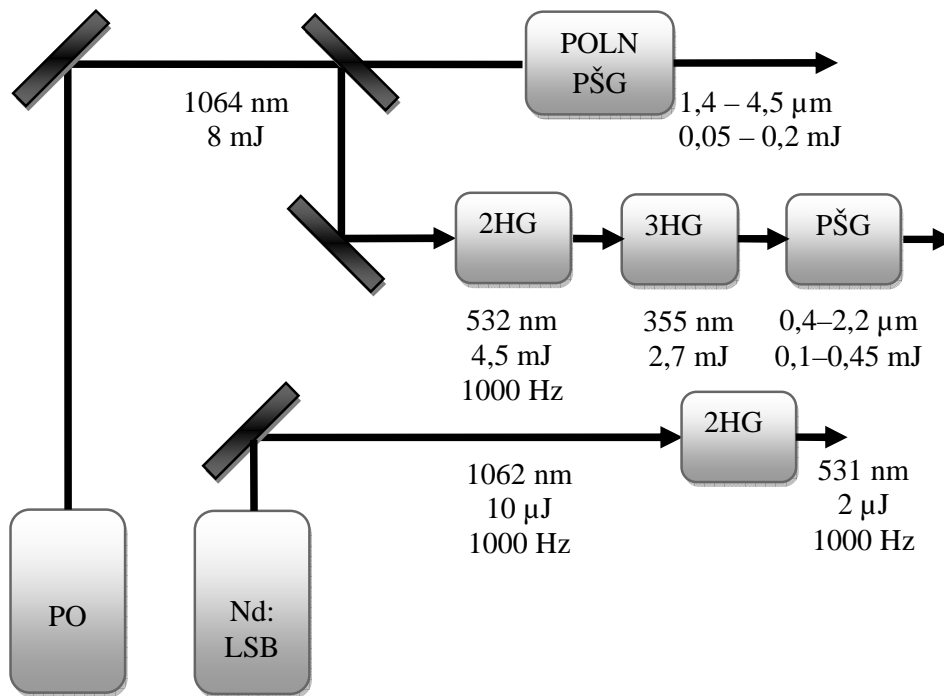 POLN
PŠG
1064 nm
8 mJ
1,4 – 4,5 µm
0,05 – 0,2 mJ
2HG
3HG
PŠG
532 nm
4,5 mJ
1000 Hz
355 nm
2,7 mJ
0,4–2,2 µm
0,1–0,45 mJ
2HG
1062 nm
10 µJ
1000 Hz
531 nm
2 µJ
1000 Hz
PO
Nd:
LSB